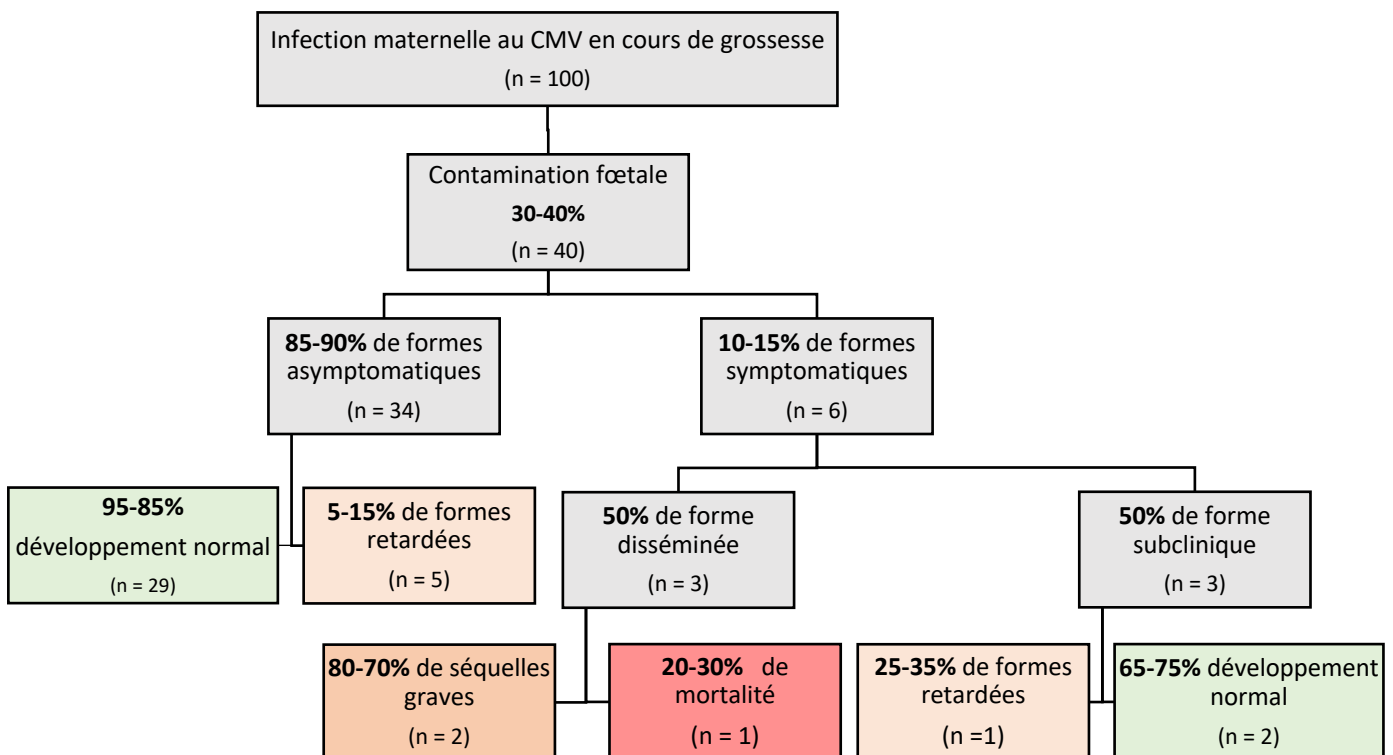 Infection maternelle au CMV en cours de grossesse
(n = 100)
Contamination fœtale
30-40%
(n = 40)
85-90% de formes
asymptomatiques
(n = 34)
10-15% de formes
symptomatiques
(n = 6)
95-85%
développement normal
(n = 29)
5-15% de formes
retardées
(n = 5)
50% de forme
disséminée
(n = 3)
50% de forme
subclinique
(n = 3)
80-70% de séquelles
graves
(n = 2)
20-30% de
mortalité
(n = 1)
25-35% de formes
retardées
(n =1)
65-75% développement
normal
(n = 2)